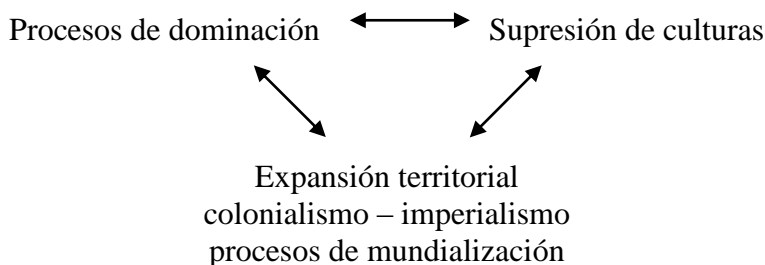 Procesos de dominación
Supresión de culturas
Expansión territorial
colonialismo – imperialismo
procesos de mundialización